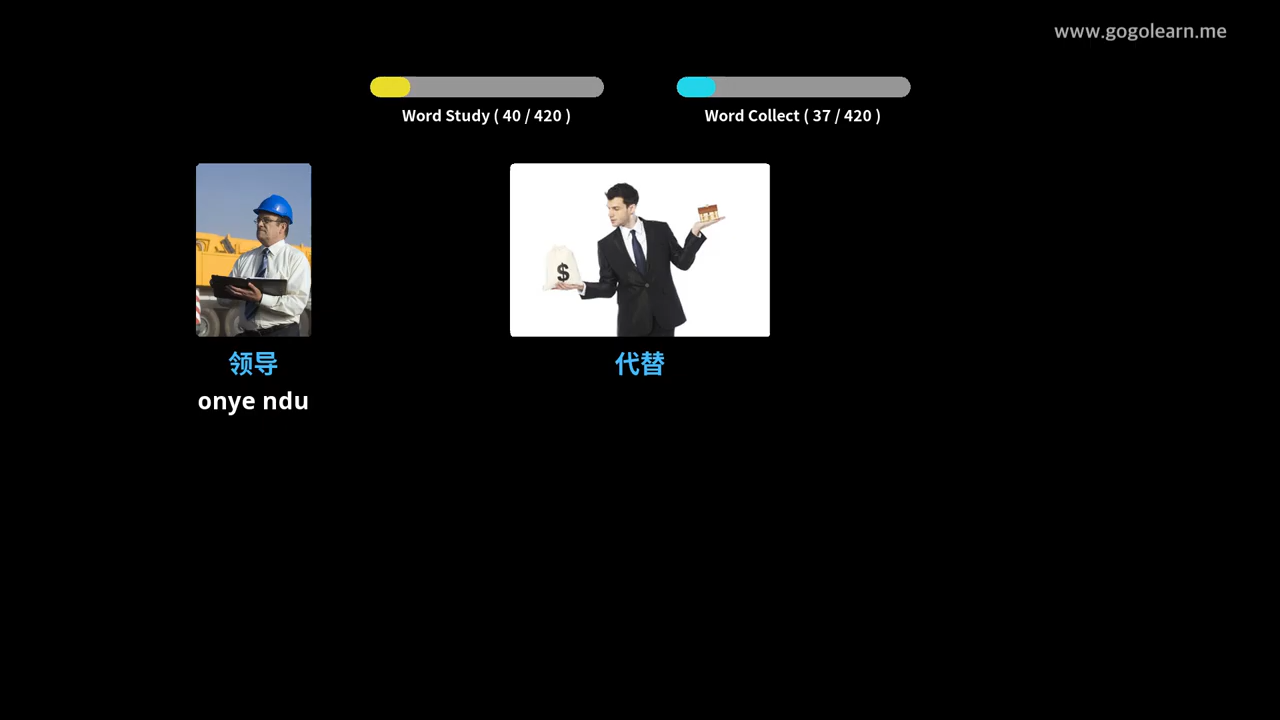 www.gogolearn.me
Word Study ( 40 / 420 )
Word Collect ( 37 / 420 )
$
领导
代替
onye ndu